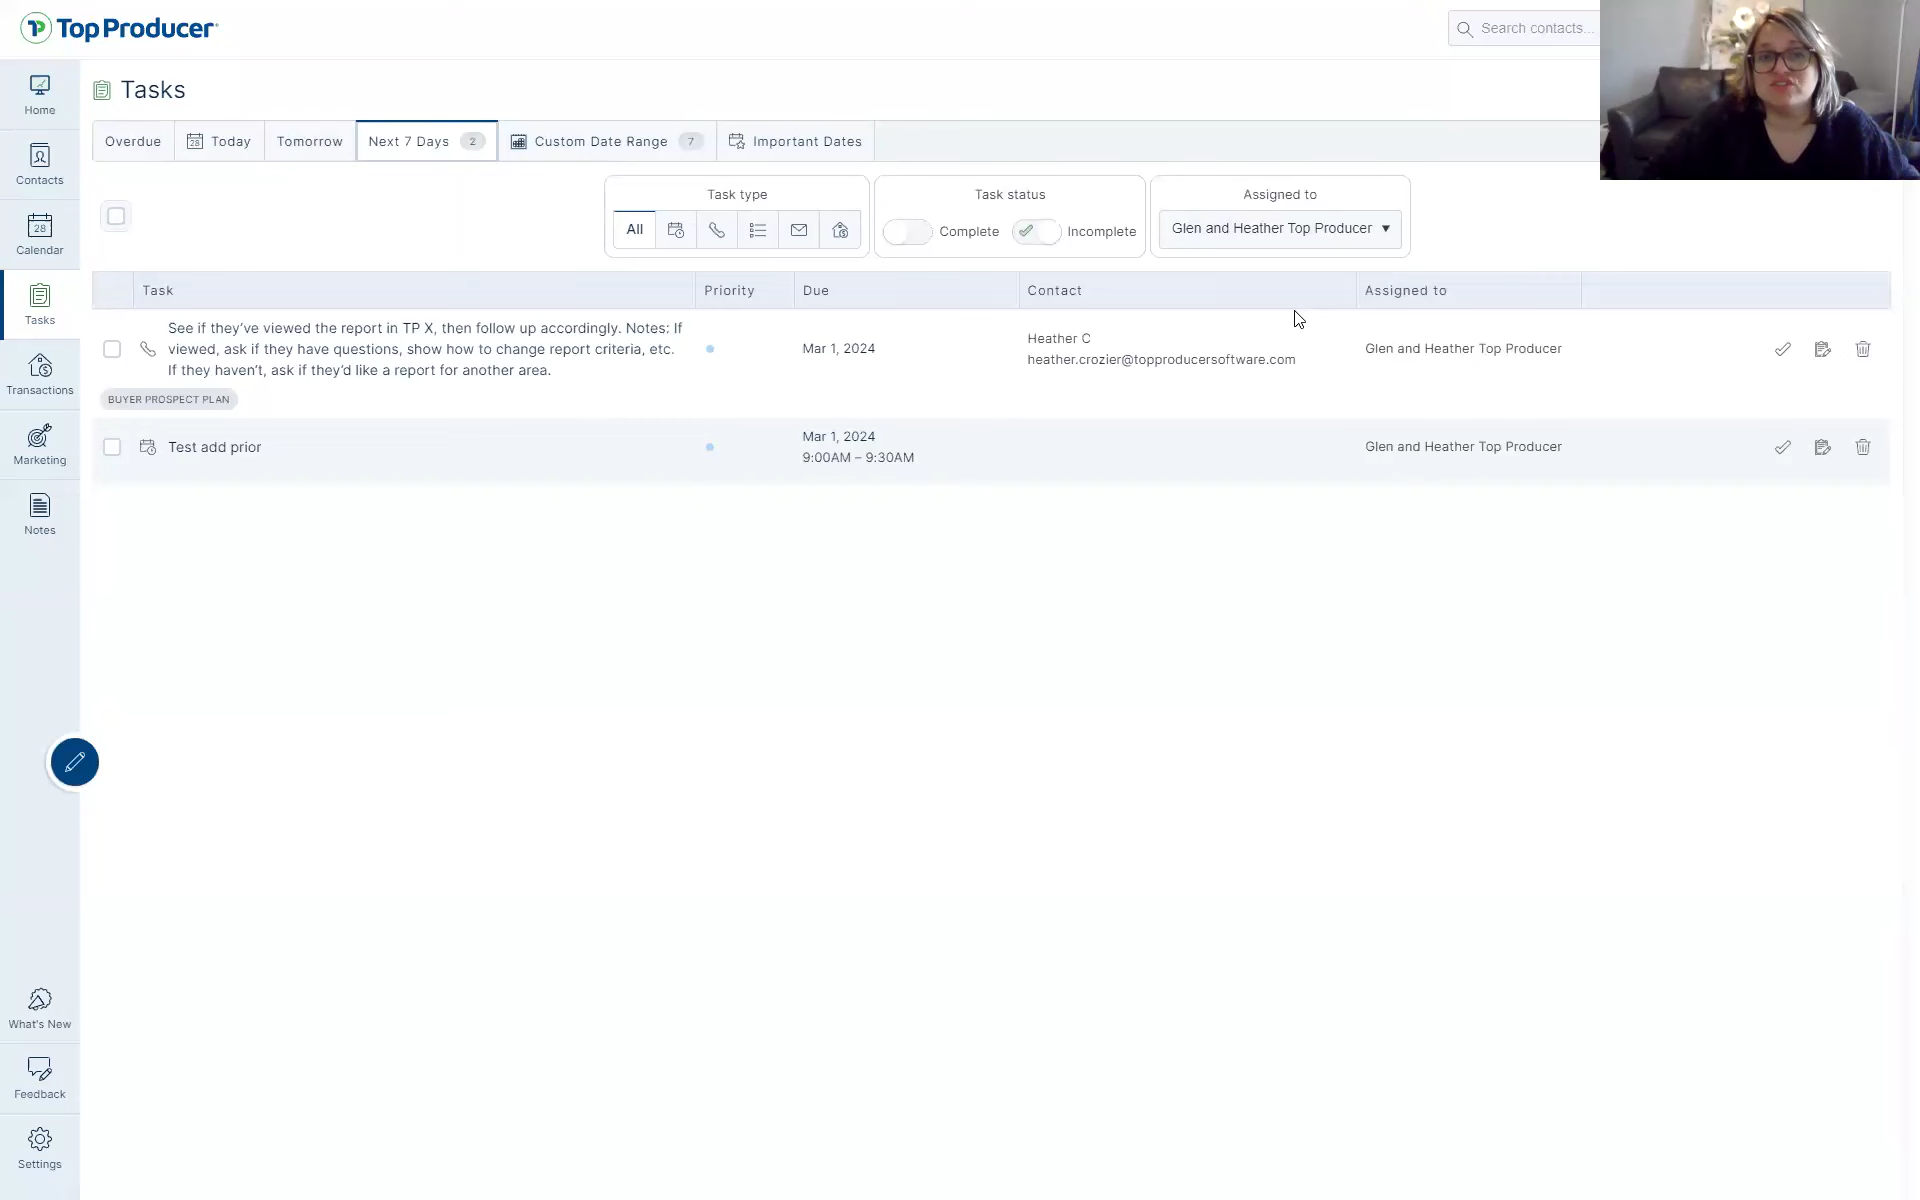 Top Producer
Search contacts...
Home
Contacts
28
Calendar
Tasks
Transactions
Marketing
Notes
What's New
Feedback
Settings
Tasks
Overdue
28 Today
Tomorrow
Next 7 Days 2
Custom Date Range 7
Important Dates
Task type
All
Task status
Complete
Incomplete
Assigned to
Glen and Heather Top Producer
Task Priority Due Contact Assigned to
See if they've viewed the report in TP X, then follow up accordingly. Notes: If
viewed, ask if they have questions, show how to change report criteria, etc.
If they haven't, ask if they'd like a report for another area.
Mar 1, 2024
Heather C
heather.crozier@topproducersoftware.com
Glen and Heather Top Producer
BUYER PROSPECT PLAN
Test add prior
Mar 1, 2024
9:00AM – 9:30AM
Glen and Heather Top Producer